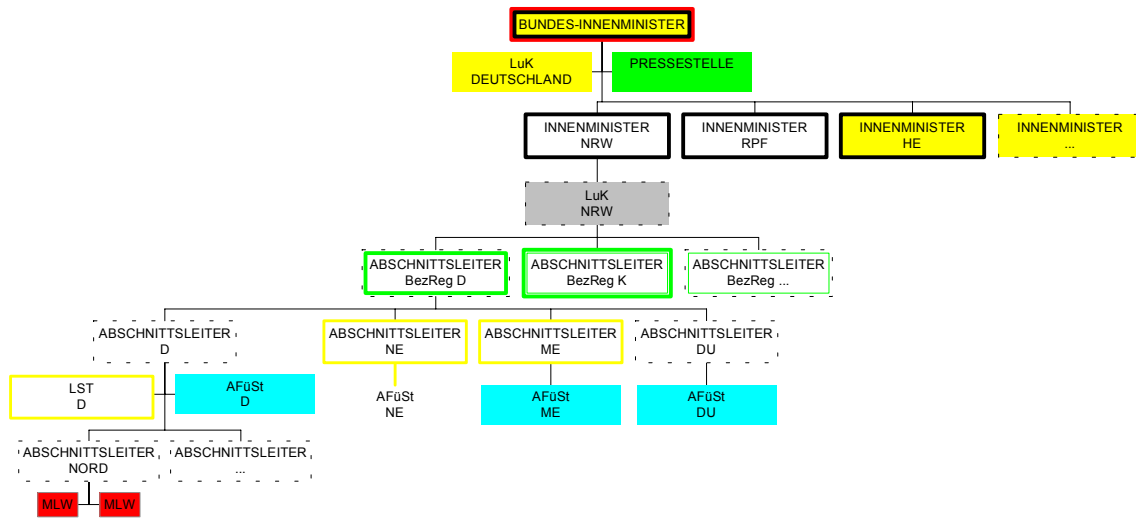 BUNDES-INNENMINISTER
LuK
DEUTSCHLAND
PRESSESTELLE
INNENMINISTER
NRW
INNENMINISTER
RPF
INNENMINISTER
HE
INNENMINISTER
...
LuK
NRW
ABSCHNITTSLEITER
BezReg D
ABSCHNITTSLEITER
BezReg K
ABSCHNITTSLEITER
BezReg ...
ABSCHNITTSLEITER
D
ABSCHNITTSLEITER
NE
ABSCHNITTSLEITER
ME
ABSCHNITTSLEITER
DU
LST
D
AFüSt
D
AFüSt
NE
AFüSt
ME
AFüSt
DU
ABSCHNITTSLEITER
NORD
ABSCHNITTSLEITER
...
MLW
MLW